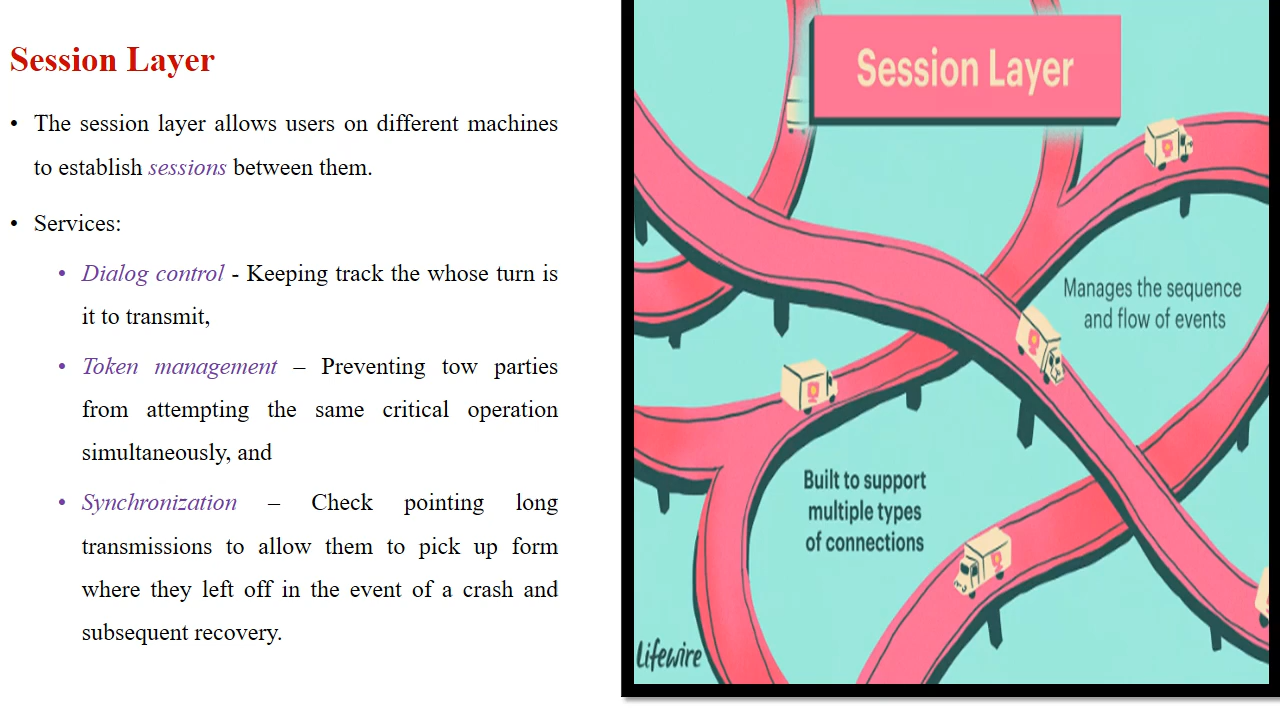 Session Layer
• The session layer allows users on different machines
to establish sessions between them.
• Services:
• Dialog control - Keeping track the whose turn is
it to transmit,
• Token management – Preventing tow parties
from attempting the same critical operation
simultaneously, and
• Synchronization – Check pointing long
transmissions to allow them to pick up form
where they left off in the event of a crash and
subsequent recovery.
Session Layer
Manages the sequence
and flow of events
Built to support
multiple types
of connections
lifewire